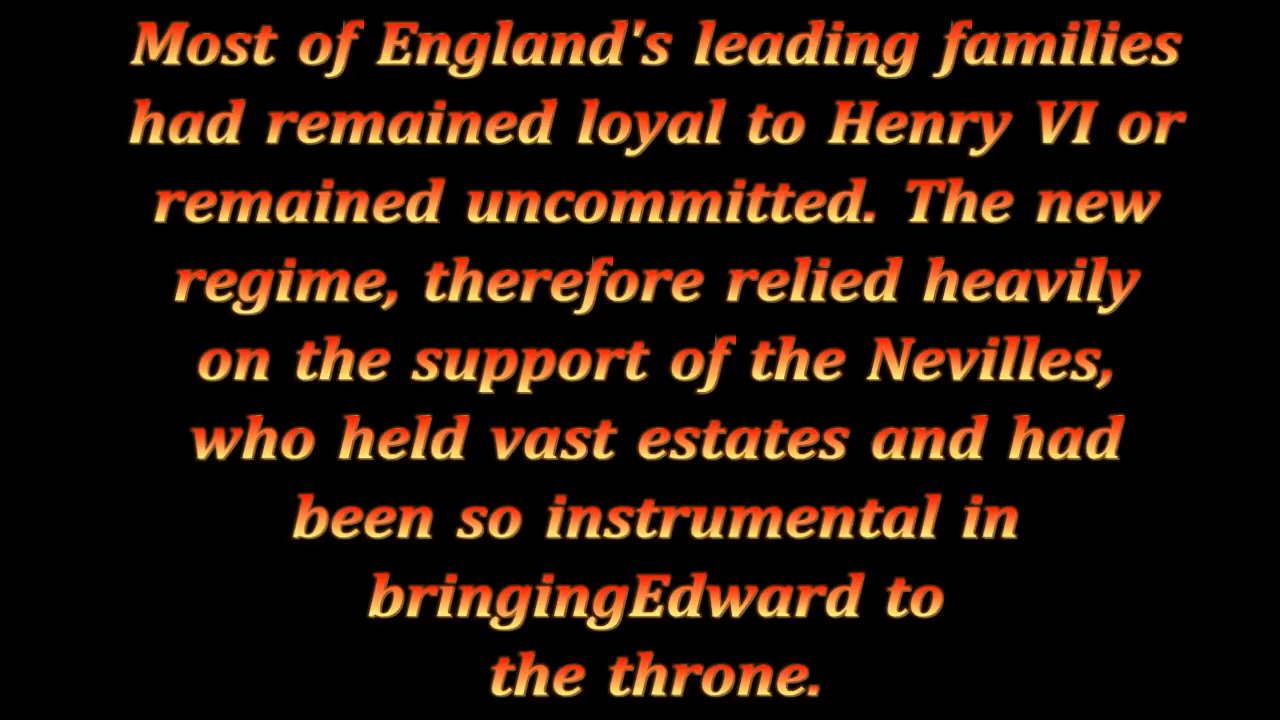 Most of England's leading families
had remained loyal to Henry VI or
remained uncommitted. The new
regime, therefore relied heavily
on the support of the Nevilles,
who held vast estates and had
been so instrumental in
bringingEdward to
the throne.